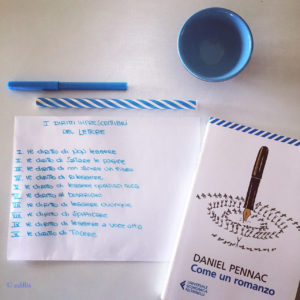 I DIRITTI IMPRESCRITTIBILI
DEL LETTORE
I Il diritto di non leggere
II Il diritto di saltare le pagine
III Il diritto di non finire un libro
IV Il diritto di rileggere
V Il diritto di leggere qualsiasi cosa
VI Il diritto al bovarismo
VII Il diritto di leggere ovunque
VIII Il diritto di spizzicare
IX Il diritto di leggere a voce alta
X Il diritto di tacere
DANIEL PENNAC
Come un romanzo
UNIVERSALE
ECONOMICA
FELTRINELLI